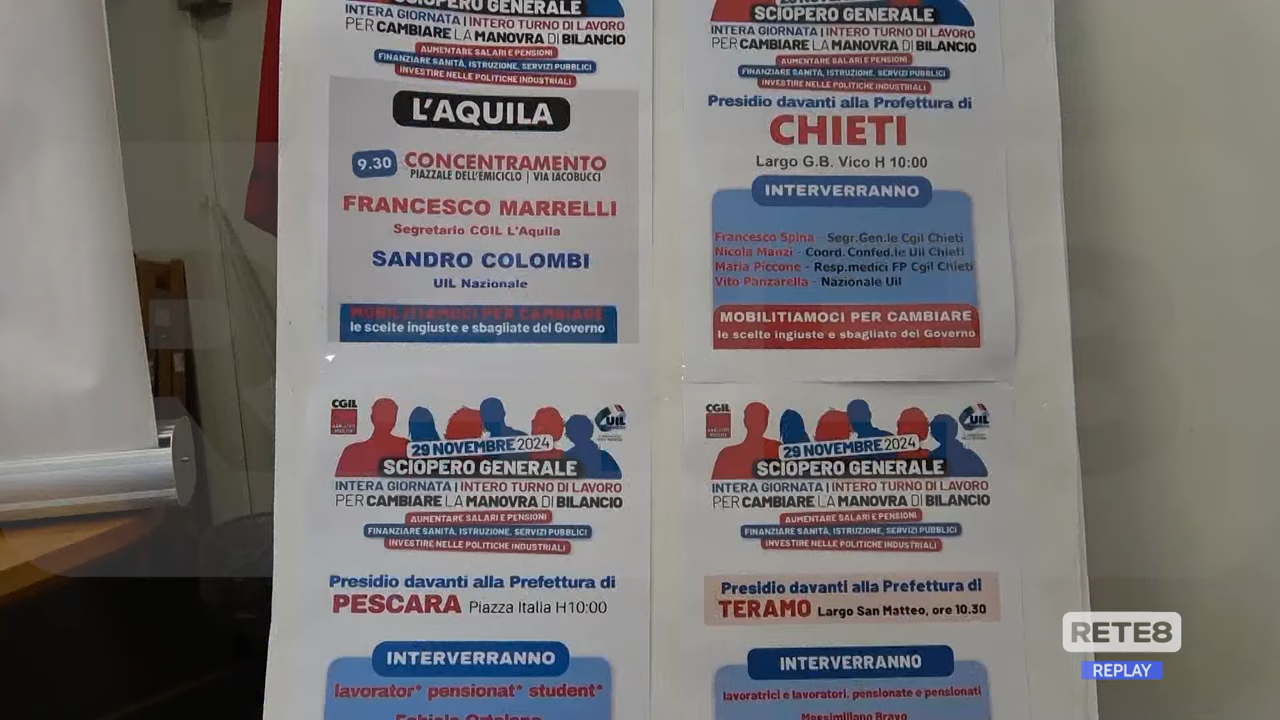 SCIOPERO GENERALE
INTERA GIORNATA | INTERO TURNO DI LAVORO
PER CAMBIARE LA MANOVRA DI BILANCIO
AUMENTARE SALARI E PENSIONI
FINANZIARE SANITÀ, ISTRUZIONE, SERVIZI PUBBLICI
INVESTIRE NELLE POLITICHE INDUSTRIALI
L'AQUILA
9.30 CONCENTRAMENTO
PIAZZALE DELL'EMICICLO | VIA IACOBUCCI
FRANCESCO MARRELLI
Segretario CGIL L'Aquila
SANDRO COLOMBI
UIL Nazionale
MOBILITIAMOCI PER CAMBIARE
le scelte ingiuste e sbagliate del Governo
SCIOPERO GENERALE
INTERA GIORNATA | INTERO TURNO DI LAVORO
PER CAMBIARE LA MANOVRA DI BILANCIO
AUMENTARE SALARI E PENSIONI
FINANZIARE SANITÀ, ISTRUZIONE, SERVIZI PUBBLICI
INVESTIRE NELLE POLITICHE INDUSTRIALI
Presidio davanti alla Prefettura di
CHIETI
Largo G.B. Vico H 10:00
INTERVERRANNO
Francesco Spina - Segr.Gen.le Cgil Chieti
Nicola Manzi - Coord.Confed.le Uil Chieti
Maria Piccone - Resp.medici FP Cgil Chieti
Vito Panzarella - Nazionale Uil
MOBILITIAMOCI PER CAMBIARE
le scelte ingiuste e sbagliate del Governo
CGIL
UIL
29 NOVEMBRE 2024
SCIOPERO GENERALE
INTERA GIORNATA | INTERO TURNO DI LAVORO
PER CAMBIARE LA MANOVRA DI BILANCIO
AUMENTARE SALARI E PENSIONI
FINANZIARE SANITÀ, ISTRUZIONE, SERVIZI PUBBLICI
INVESTIRE NELLE POLITICHE INDUSTRIALI
Presidio davanti alla Prefettura di
PESCARA Piazza Italia H10:00
INTERVERRANNO
lavorator* pensionat* student*
CGIL
UIL
29 NOVEMBRE 2024
SCIOPERO GENERALE
INTERA GIORNATA | INTERO TURNO DI LAVORO
PER CAMBIARE LA MANOVRA DI BILANCIO
AUMENTARE SALARI E PENSIONI
FINANZIARE SANITÀ, ISTRUZIONE, SERVIZI PUBBLICI
INVESTIRE NELLE POLITICHE INDUSTRIALI
Presidio davanti alla Prefettura di
TERAMO Largo San Matteo, ore 10.30
INTERVERRANNO
lavoratrici e lavoratori, pensionate e pensionati
Massimiliano Bravo
RETE8
REPLAY